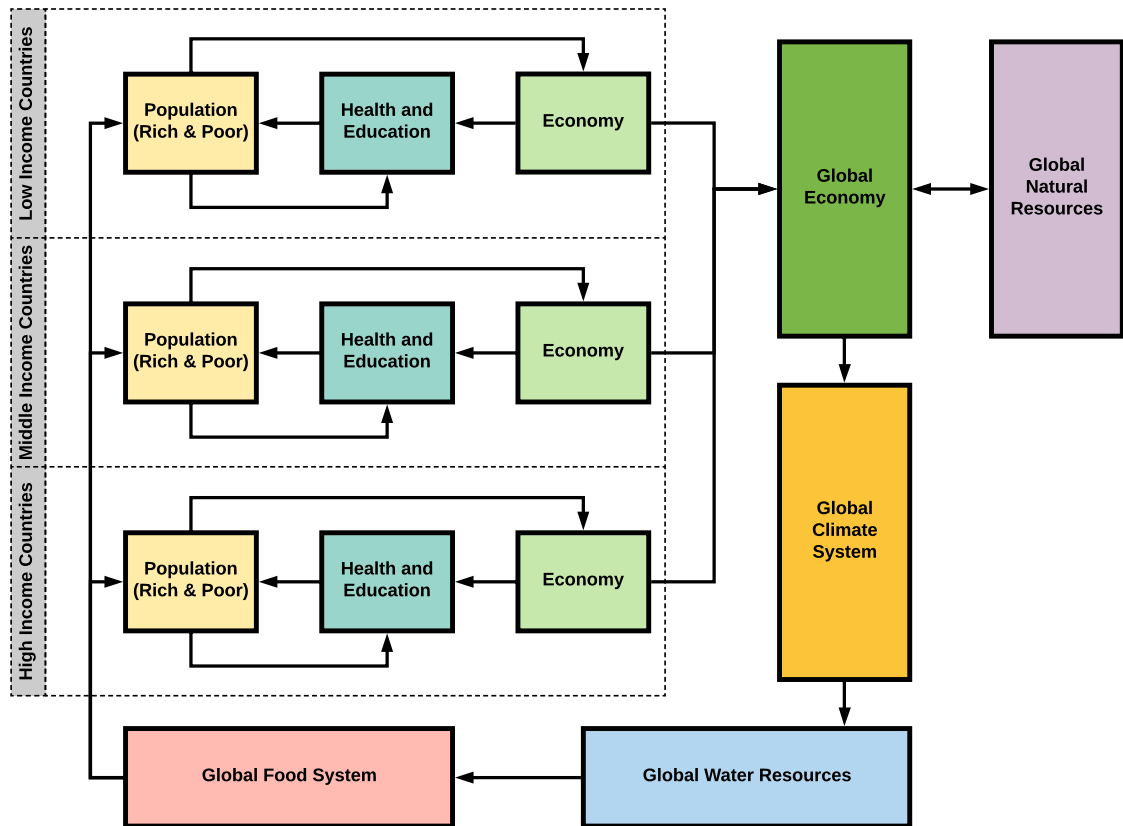 Low Income Countries
Population
(Rich & Poor)
Health and
Education
Economy
Middle Income Countries
Population
(Rich & Poor)
Health and
Education
Economy
High Income Countries
Population
(Rich & Poor)
Health and
Education
Economy
Global
Economy
Global
Natural
Resources
Global
Climate
System
Global Food System
Global Water Resources